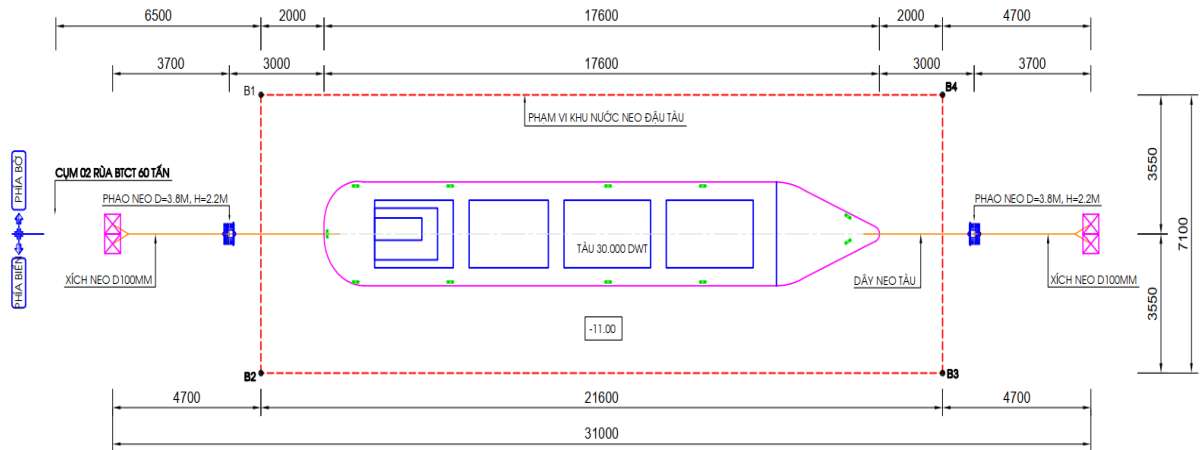 6500
2000
17600
2000
4700
3700
3000
17600
3000
3700
B1
B4
PHẠM VI KHU NƯỚC NEO ĐẬU TÀU
PHÍA BỜ
PHÍA BIỂN
CỤM 02 RÙA BTCT 60 TẤN
PHAO NEO D=3.8M, H=2.2M
PHAO NEO D=3.8M, H=2.2M
TÀU 30.000 DWT
XÍCH NEO D100MM
DÂY NEO TÀU
XÍCH NEO D100MM
3550
7100
3550
-11.00
B2
B3
4700
21600
4700
31000